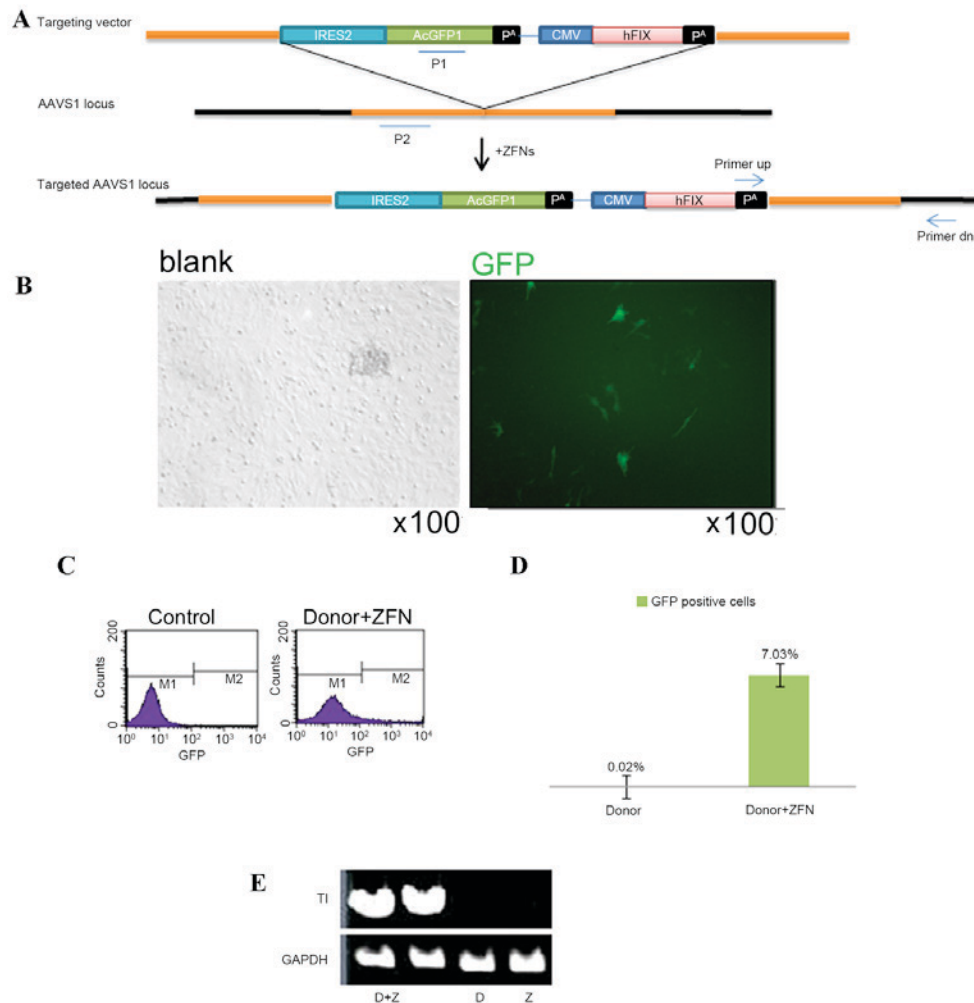 A
Targeting vector
IRES2 AcGFP1 Pᴬ CMV hFIX Pᴬ
P1
AAVS1 locus
P2
+ZFNs
Primer up
Targeted AAVS1 locus
IRES2 AcGFP1 Pᴬ CMV hFIX Pᴬ
Primer dn
B
blank GFP
x100 x100
C
Control Donor+ZFN
200 200
Counts Counts
M1 M2 M1 M2
0 0
10⁰ 10¹ 10² 10³ 10⁴ 10⁰ 10¹ 10² 10³ 10⁴
GFP GFP
D
GFP positive cells
7.03%
0.02%
Donor Donor+ZFN
E
TI
GAPDH
D+Z D Z